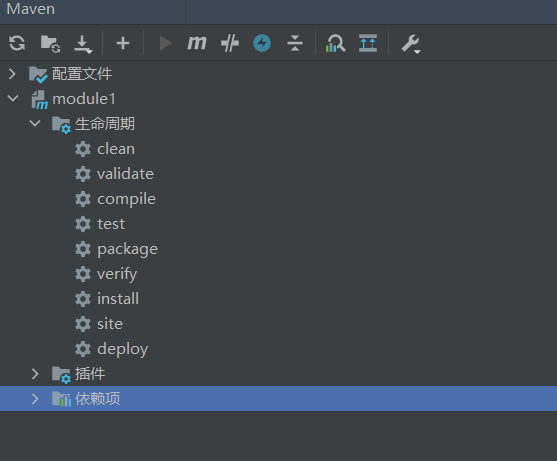 Maven
配置文件
module1
生命周期
clean
validate
compile
test
package
verify
install
site
deploy
插件
依赖项